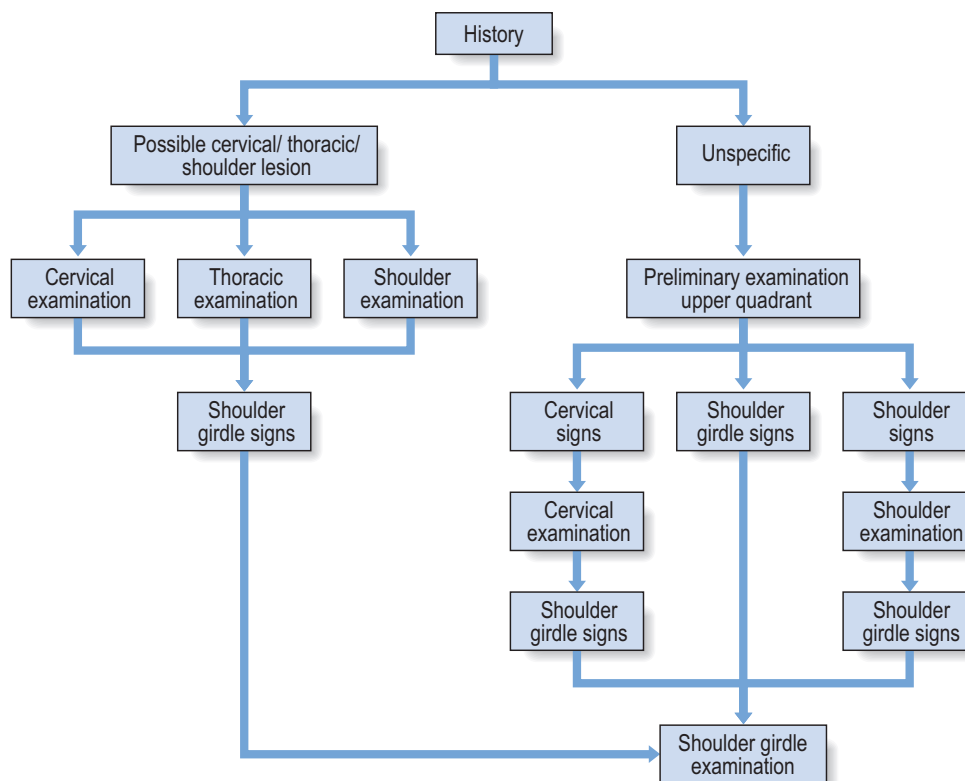 History
Possible cervical/ thoracic/
shoulder lesion
Unspecific
Cervical
examination
Thoracic
examination
Shoulder
examination
Preliminary examination
upper quadrant
Shoulder
girdle signs
Cervical
signs
Shoulder
girdle signs
Shoulder
signs
Cervical
examination
Shoulder
examination
Shoulder
girdle signs
Shoulder
girdle signs
Shoulder girdle
examination